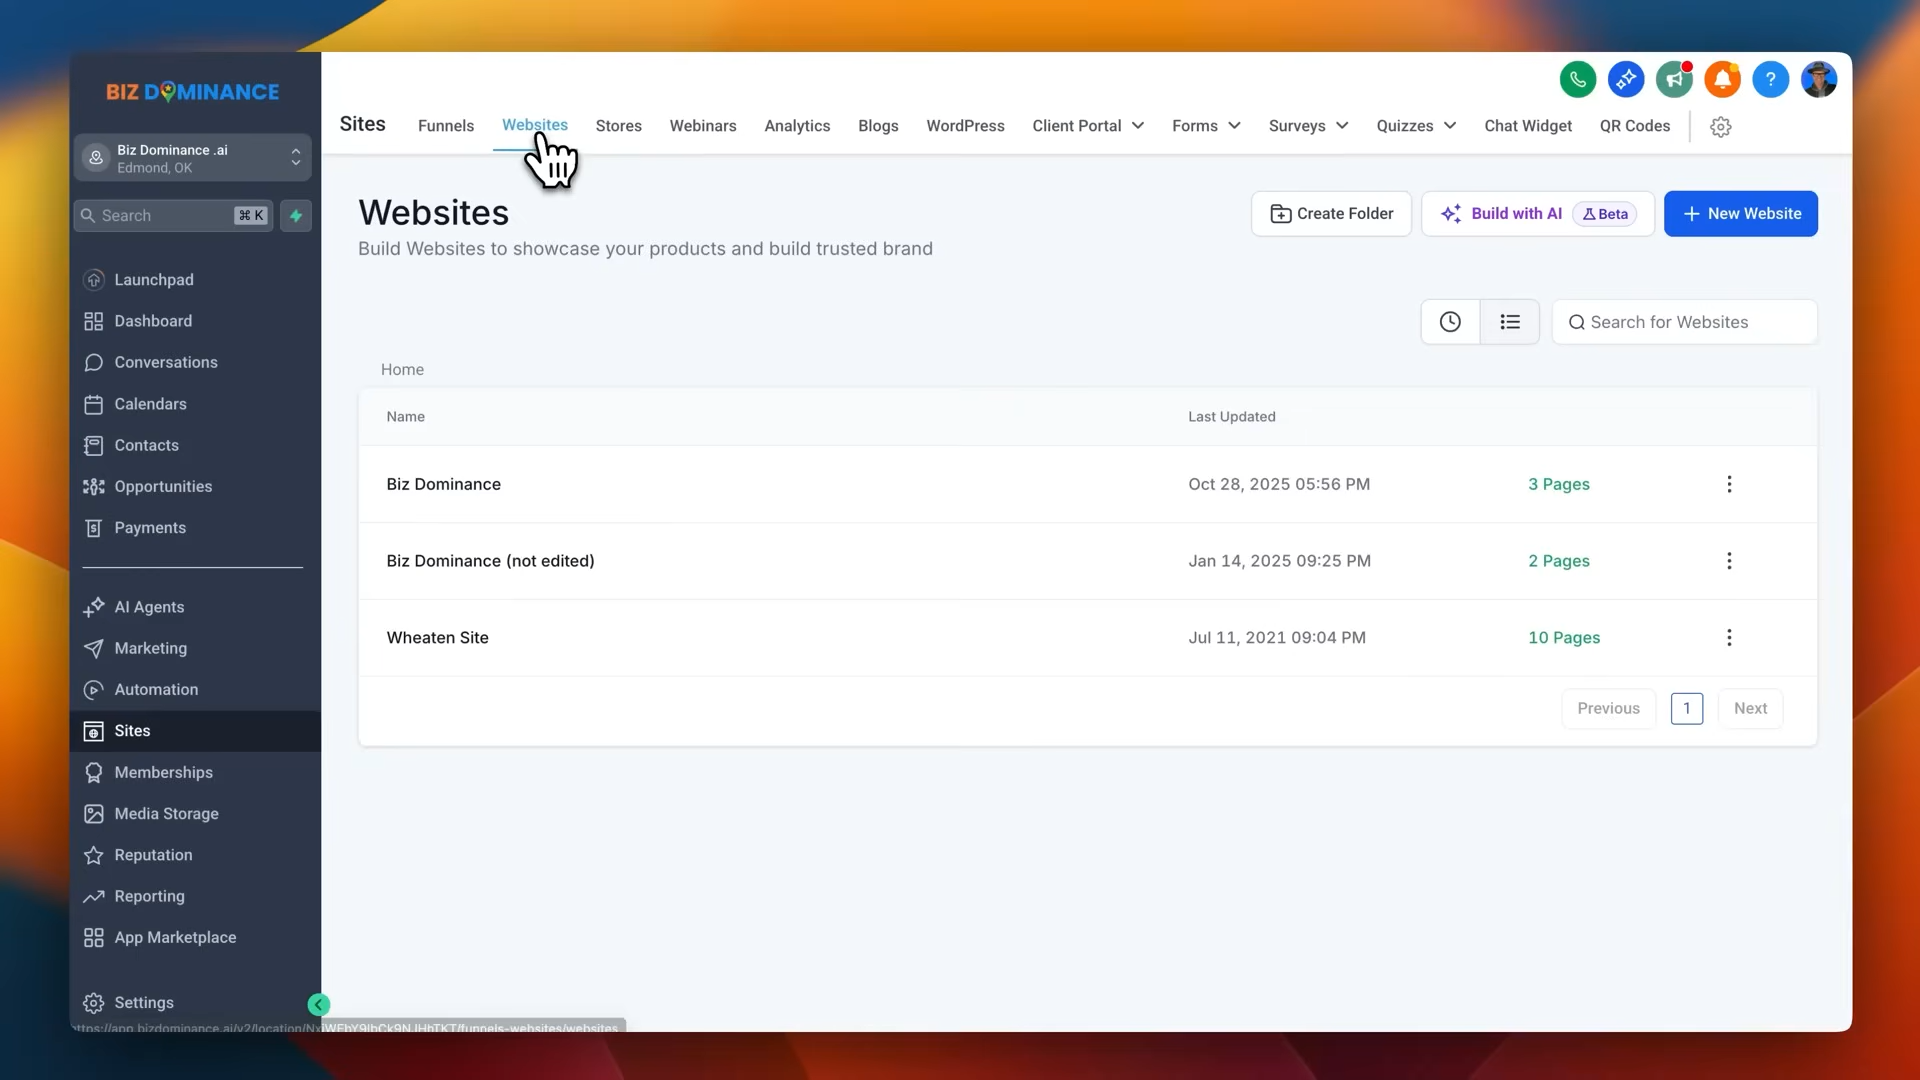 BIZ DOMINANCE
Biz Dominance .ai
Edmond, OK
Search ⌘ K
Launchpad
Dashboard
Conversations
Calendars
Contacts
Opportunities
Payments
AI Agents
Marketing
Automation
Sites
Memberships
Media Storage
Reputation
Reporting
App Marketplace
Settings
Sites Funnels Websites Stores Webinars Analytics Blogs WordPress Client Portal Forms Surveys Quizzes Chat Widget QR Codes
Websites
Build Websites to showcase your products and build trusted brand
Create Folder
Build with AI Beta
+ New Website
Search for Websites
Home
Name Last Updated
Biz Dominance Oct 28, 2025 05:56 PM 3 Pages
Biz Dominance (not edited) Jan 14, 2025 09:25 PM 2 Pages
Wheaten Site Jul 11, 2021 09:04 PM 10 Pages
Previous 1 Next